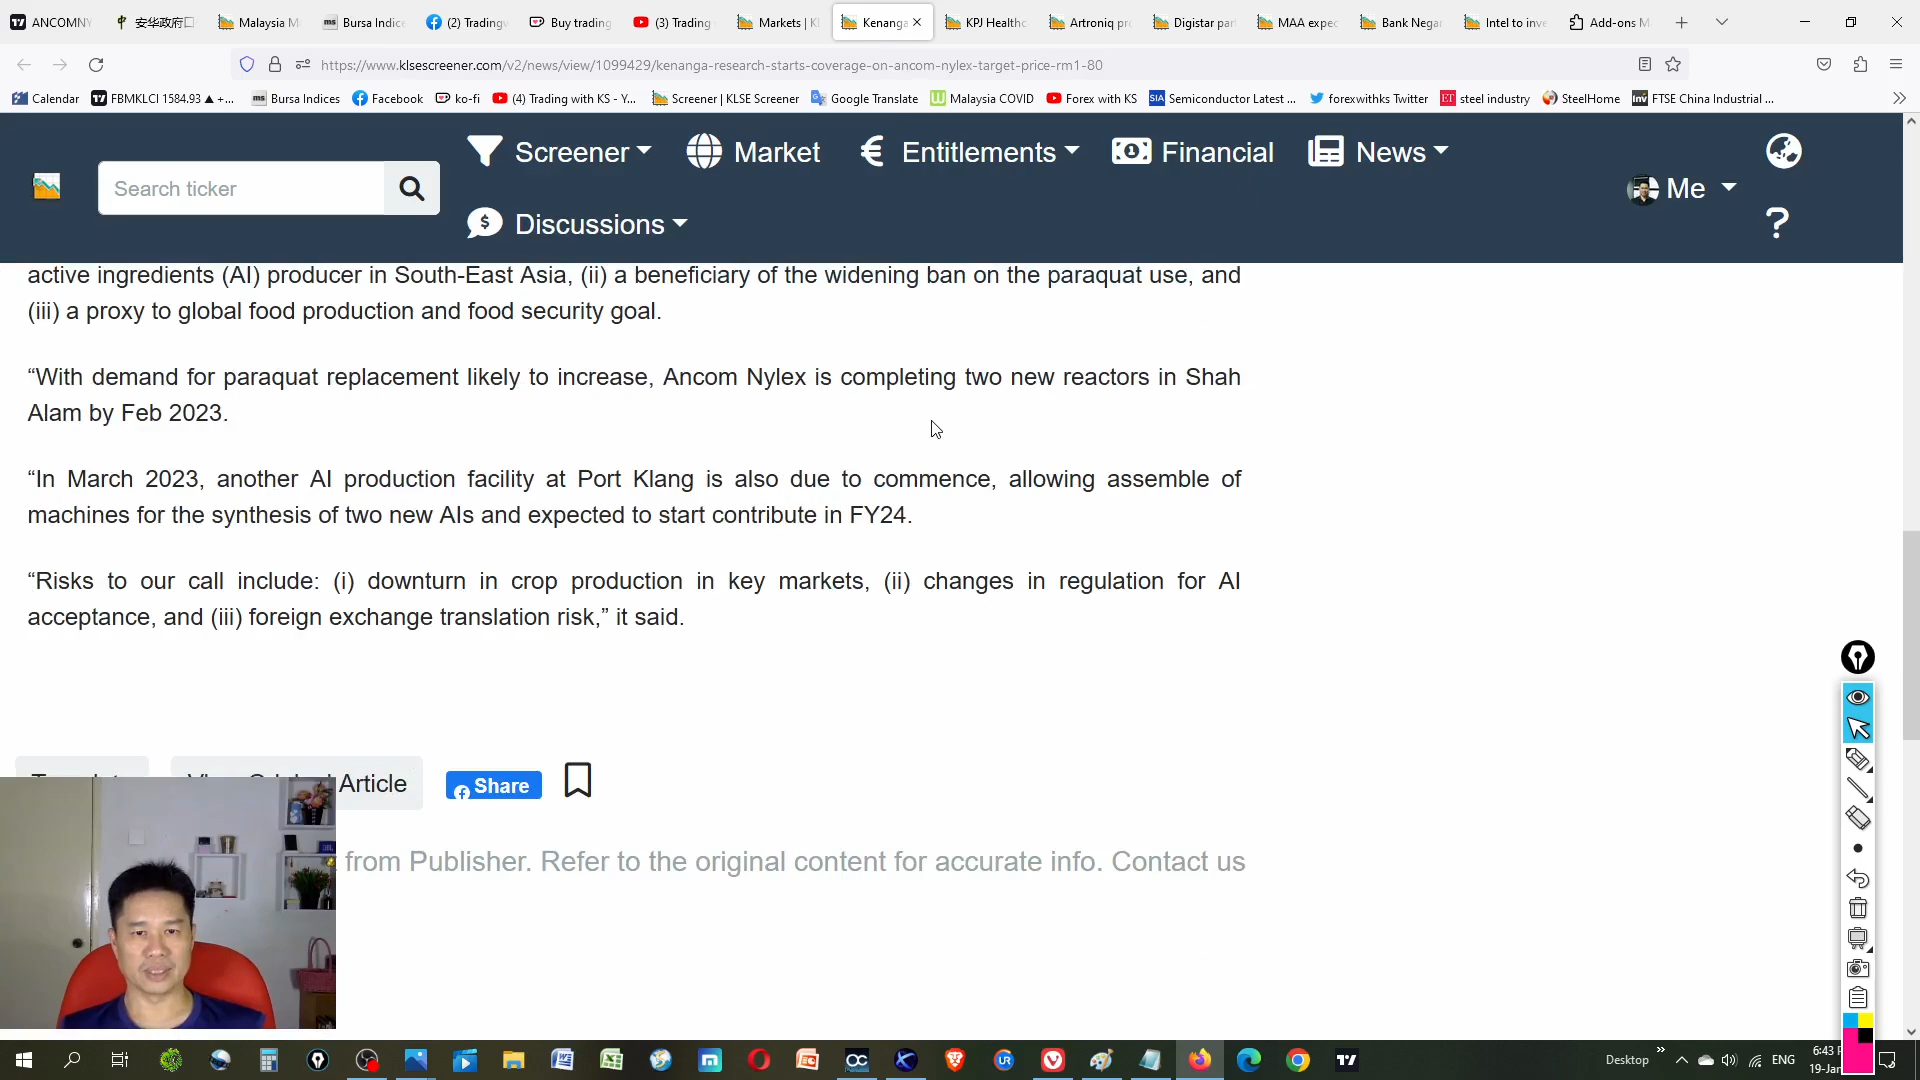 ANCOMNY
安华政府
Malaysia M
Bursa Indic
(2) Tradingv
Buy trading
(3) Trading
Markets | KL
Kenanga
KPJ Healthc
Artroniq pr
Digistar par
MAA expec
Bank Negar
Intel to inve
Add-ons M
https://www.klsescreener.com/v2/news/view/1099429/kenanga-research-starts-coverage-on-ancom-nylex-target-price-rm1-80
Calendar
FBMKLCI 1584.93 ▲ +...
Bursa Indices
Facebook
ko-fi
(4) Trading with KS - Y...
Screener | KLSE Screener
Google Translate
Malaysia COVID
Forex with KS
Semiconductor Latest ...
forexwithks Twitter
steel industry
SteelHome
FTSE China Industrial ...
Search ticker
Screener
Market
Entitlements
Financial
News
Discussions
Me
active ingredients (AI) producer in South-East Asia, (ii) a beneficiary of the widening ban on the paraquat use, and
(iii) a proxy to global food production and food security goal.
“With demand for paraquat replacement likely to increase, Ancom Nylex is completing two new reactors in Shah
Alam by Feb 2023.
“In March 2023, another AI production facility at Port Klang is also due to commence, allowing assemble of
machines for the synthesis of two new AIs and expected to start contribute in FY24.
“Risks to our call include: (i) downturn in crop production in key markets, (ii) changes in regulation for AI
acceptance, and (iii) foreign exchange translation risk,” it said.
Article
Share
from Publisher. Refer to the original content for accurate info. Contact us
Desktop
ENG
6:43
19-Jan